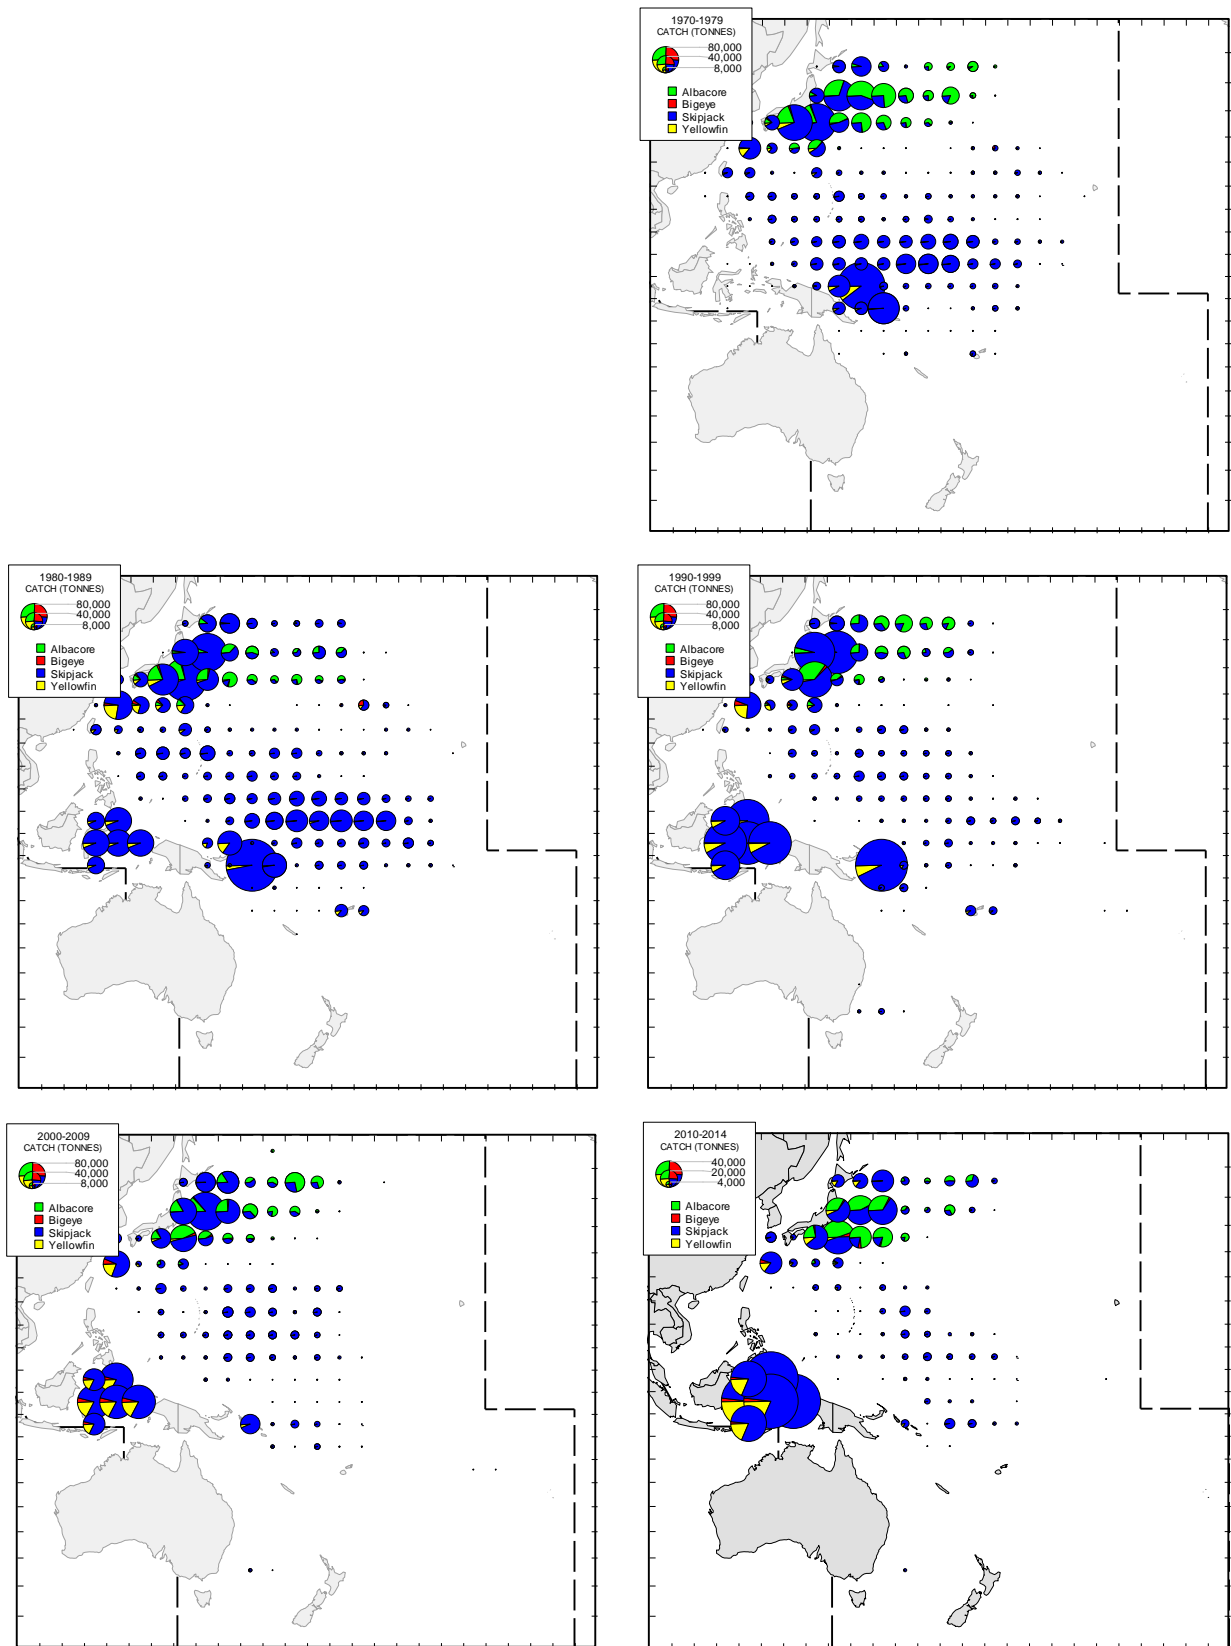 1970-1979
CATCH (TONNES)
80,000
40,000
8,000
Albacore
Bigeye
Skipjack
Yellowfin
1980-1989
CATCH (TONNES)
80,000
40,000
8,000
Albacore
Bigeye
Skipjack
Yellowfin
1990-1999
CATCH (TONNES)
80,000
40,000
8,000
Albacore
Bigeye
Skipjack
Yellowfin
2000-2009
CATCH (TONNES)
80,000
40,000
8,000
Albacore
Bigeye
Skipjack
Yellowfin
2010-2014
CATCH (TONNES)
40,000
20,000
4,000
Albacore
Bigeye
Skipjack
Yellowfin